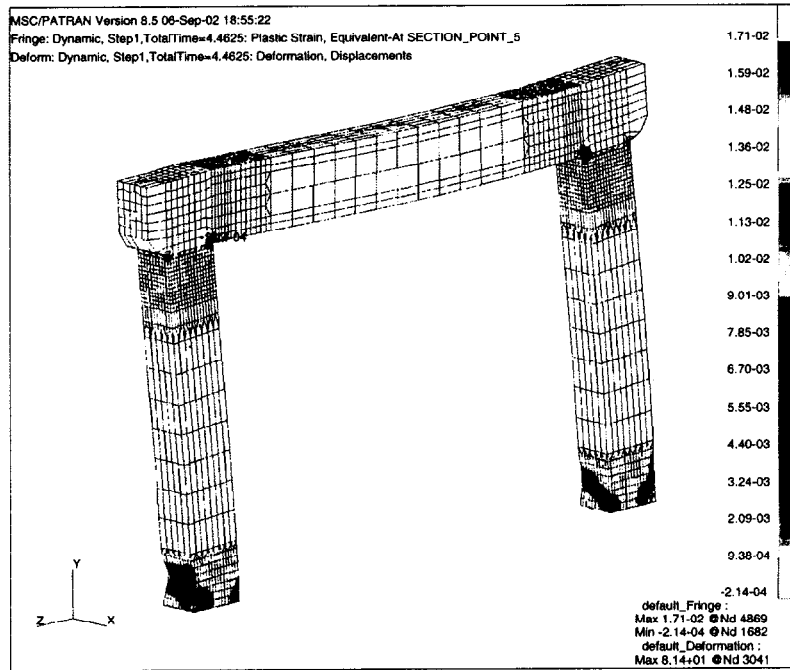 MSC/PATRAN Version 8.5 06-Sep-02 18:55:22
Fringe: Dynamic, Step1,TotalTime=4.4625: Plastic Strain, Equivalent-At SECTION_POINT_5
Deform: Dynamic, Step1,TotalTime=4.4625: Deformation, Displacements
1.71-02
1.59-02
1.48-02
1.36-02
1.25-02
1.13-02
1.02-02
9.01-03
7.85-03
6.70-03
5.55-03
4.40-03
3.24-03
2.09-03
9.38-04
-2.14-04
Y
Z X
default_Fringe :
Max 1.71-02 @Nd 4869
Min -2.14-04 @Nd 1682
default_Deformation :
Max 8.14+01 @Nd 3041